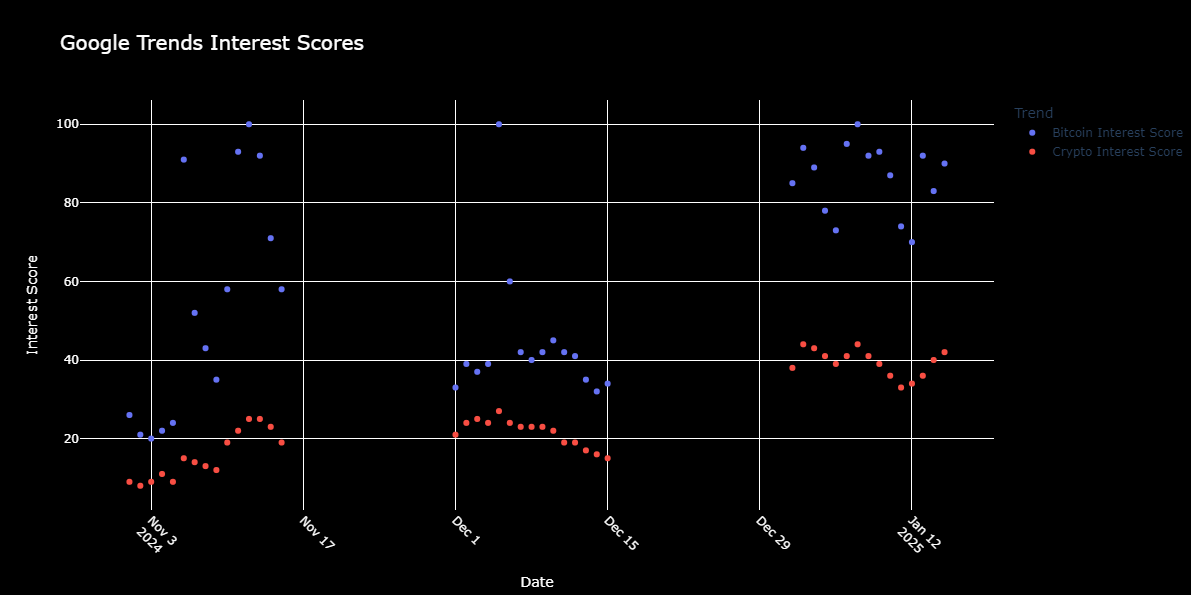 Google Trends Interest Scores
Trend
Bitcoin Interest Score
Crypto Interest Score
Interest Score
100
80
60
40
20
Nov 3
2024
Nov 17
Dec 1
Dec 15
Dec 29
Jan 12
2025
Date